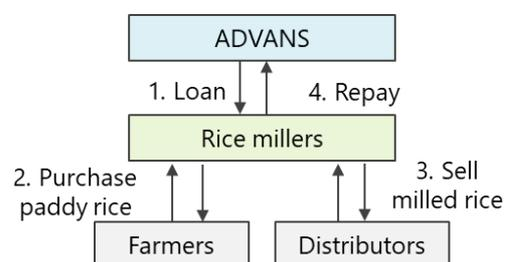 ADVANS
1. Loan
4. Repay
Rice millers
2. Purchase
paddy rice
3. Sell
milled rice
Farmers
Distributors